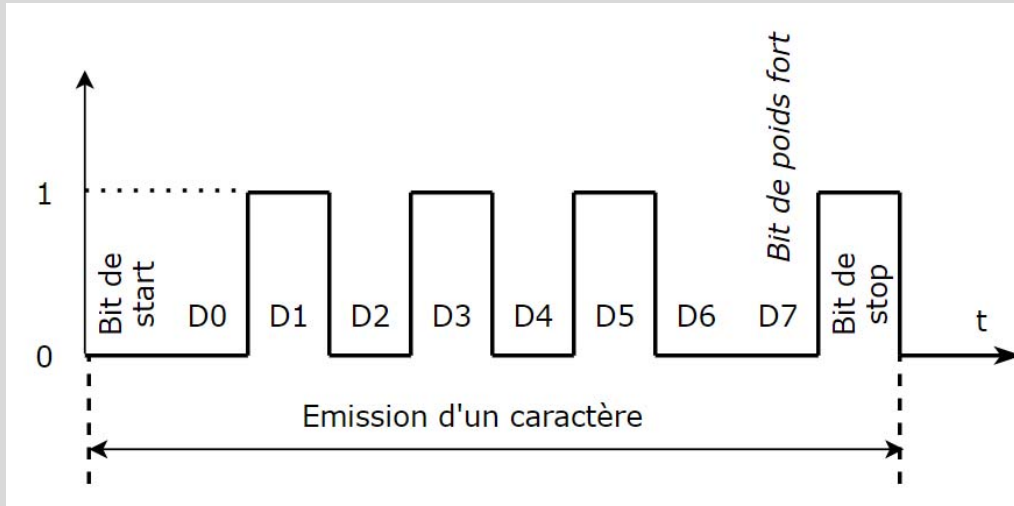 Bit de poids fort
1
Bit de
start
D0 D1 D2 D3 D4 D5 D6 D7
Bit de
stop
t
0
Emission d'un caractère